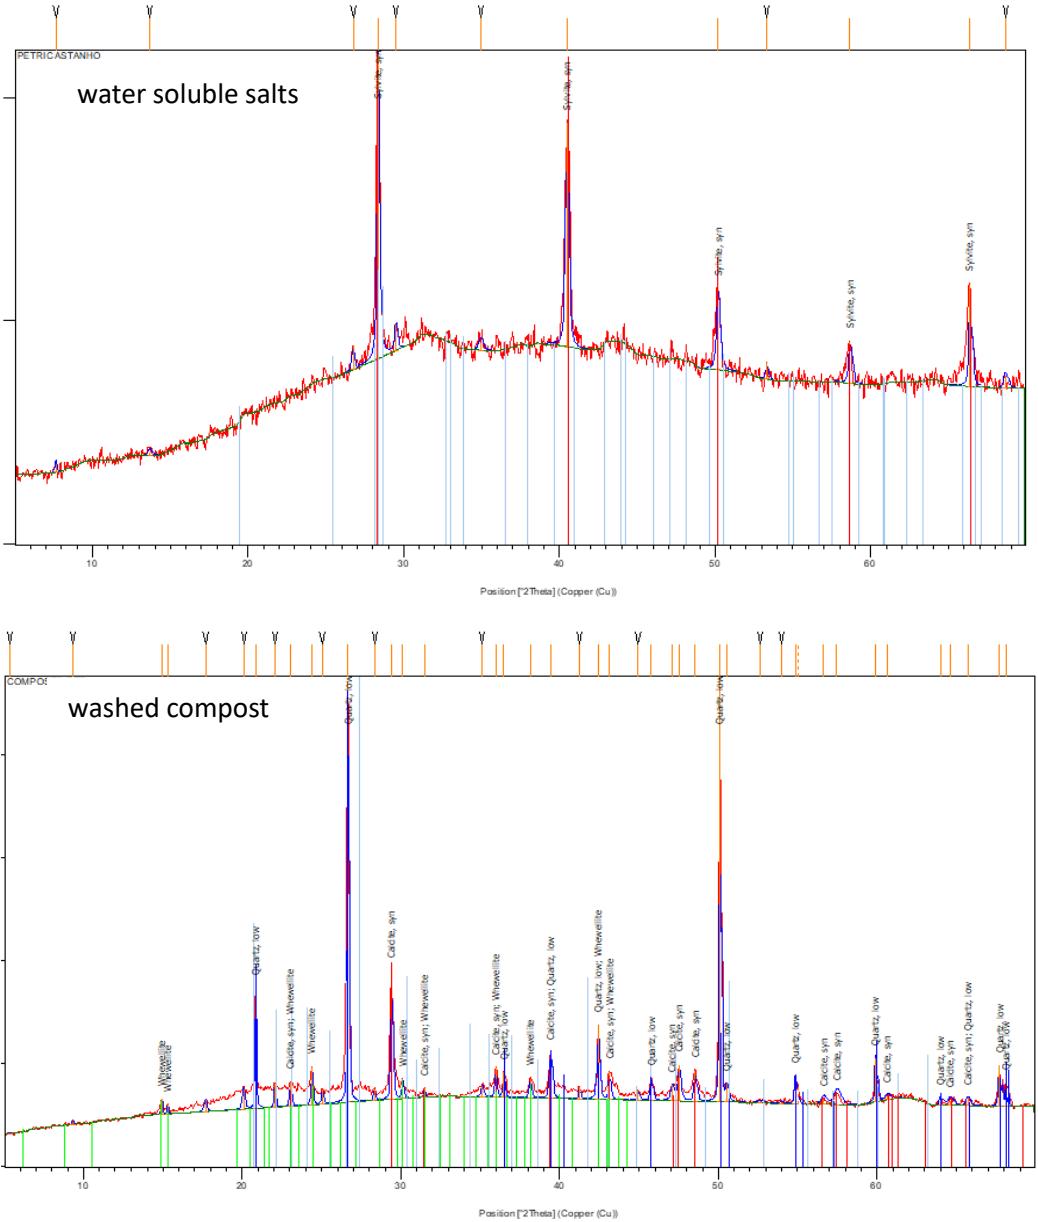 PETRICASTANHO
water soluble salts
Sylvite, syn
Sylvite, syn
Sylvite, syn
Sylvite, syn
Sylvite, syn
10 20 30 40 50 60
Position [°2Theta] (Copper (Cu))
COMPOS
washed compost
Whewellite
Whewellite
Quartz, low
Calcite, syn; Whewellite
Whewellite
Quartz, low
Calcite, syn
Whewellite
Calcite, syn; Whewellite
Calcite, syn; Whewellite
Quartz, low
Whewellite
Calcite, syn; Quartz, low
Quartz, low; Whewellite
Calcite, syn; Whewellite
Quartz, low
Calcite, syn
Calcite, syn
Calcite, syn
Quartz, low
Quartz, low
Quartz, low
Calcite, syn
Calcite, syn
Quartz, low
Quartz, low
Calcite, syn
Calcite, syn; Quartz, low
Quartz, low
Quartz, low
10 20 30 40 50 60
Position [°2Theta] (Copper (Cu))